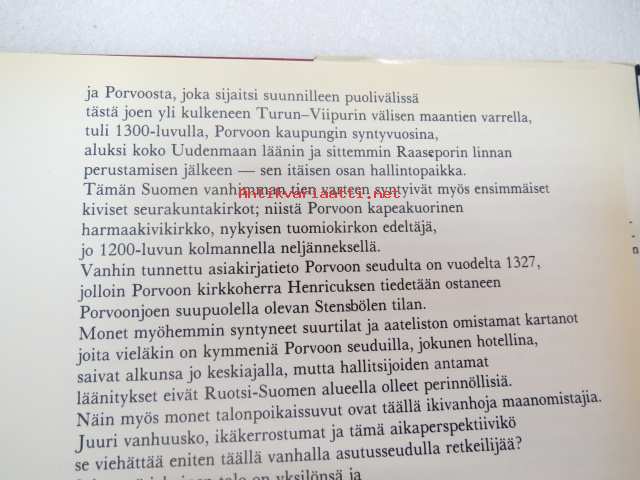 ja Porvoosta, joka sijaitsi suunnilleen puolivälissä
tästä joen yli kulkeneen Turun–Viipurin välisen maantien varrella,
tuli 1300-luvulla, Porvoon kaupungin syntyvuosina,
aluksi koko Uudenmaan läänin ja sittemmin Raaseporin linnan
perustamisen jälkeen — sen itäisen osan hallintopaikka.
Tämän Suomen vanhimman tien varteen syntyivät myös ensimmäiset
Antikvariaatti.net
kiviset seurakuntakirkot; niistä Porvoon kapeakuorinen
harmaakivikirkko, nykyisen tuomiokirkon edeltäjä,
jo 1200-luvun kolmannella neljänneksellä.
Vanhin tunnettu asiakirjatieto Porvoon seudulta on vuodelta 1327,
jolloin Porvoon kirkkoherra Henricuksen tiedetään ostaneen
Porvoonjoen suupuolella olevan Stensbölen tilan.
Monet myöhemmin syntyneet suurtilat ja aateliston omistamat kartanot
joita vieläkin on kymmeniä Porvoon seuduilla, jokunen hotellina,
saivat alkunsa jo keskiajalla, mutta hallitsijoiden antamat
läänitykset eivät Ruotsi-Suomen alueella olleet perinnöllisiä.
Näin myös monet talonpoikaissuvut ovat täällä ikivanhoja maanomistajia.
Juuri vanhuusko, ikäkerrostumat ja tämä aikaperspektiivikö
se viehättää eniten täällä vanhalla asutusseudulla retkeilijää?
talo on yksilönsä ja